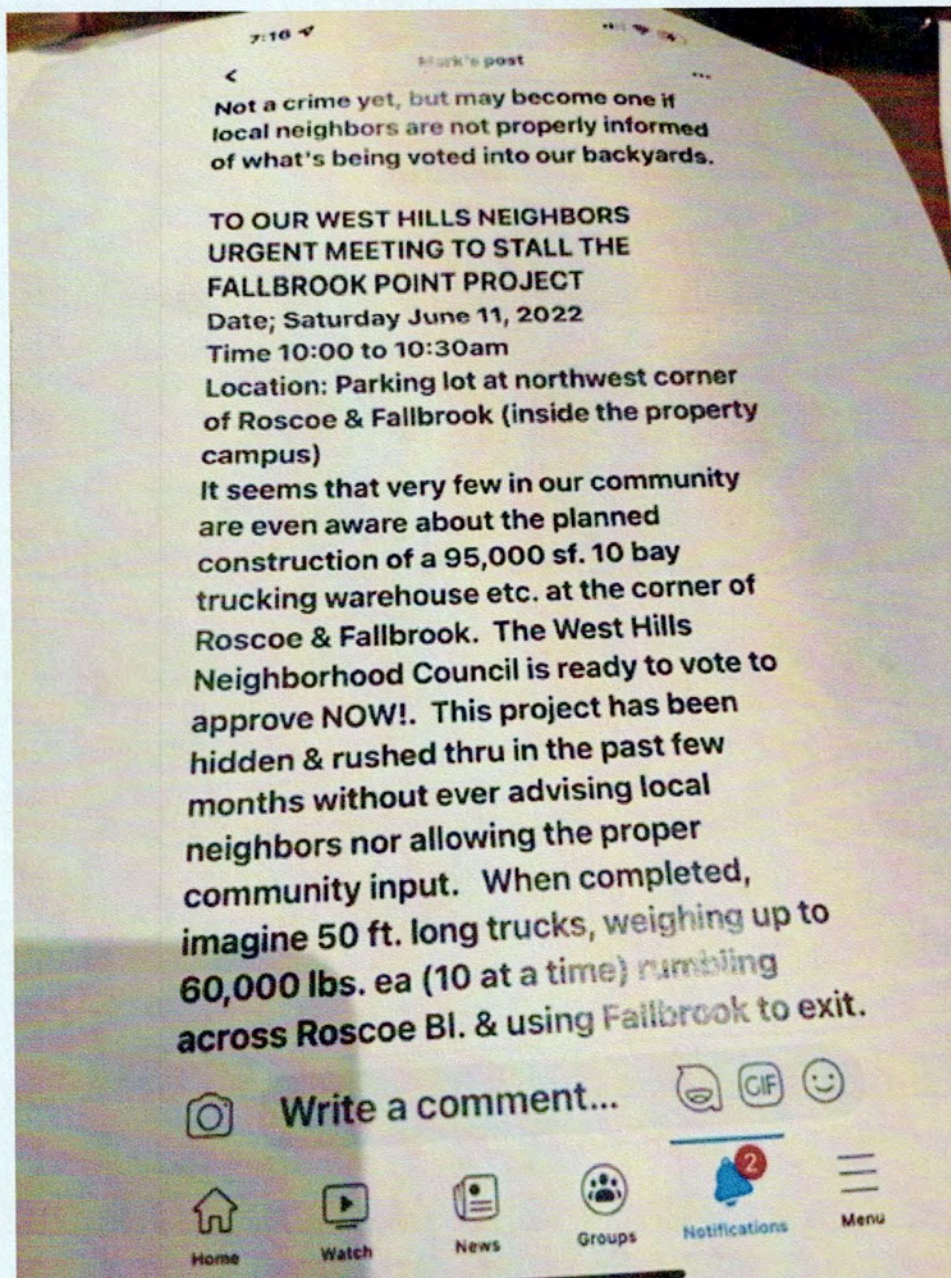 7:16
Mark's post
...
Not a crime yet, but may become one if
local neighbors are not properly informed
of what's being voted into our backyards.
TO OUR WEST HILLS NEIGHBORS
URGENT MEETING TO STALL THE
FALLBROOK POINT PROJECT
Date; Saturday June 11, 2022
Time 10:00 to 10:30am
Location: Parking lot at northwest corner
of Roscoe & Fallbrook (inside the property
campus)
It seems that very few in our community
are even aware about the planned
construction of a 95,000 sf. 10 bay
trucking warehouse etc. at the corner of
Roscoe & Fallbrook.  The West Hills
Neighborhood Council is ready to vote to
approve NOW!.  This project has been
hidden & rushed thru in the past few
months without ever advising local
neighbors nor allowing the proper
community input.  When completed,
imagine 50 ft. long trucks, weighing up to
60,000 lbs. ea (10 at a time) rumbling
across Roscoe Bl. & using Fallbrook to exit.
Write a comment...
GIF
2
Home Watch News Groups Notifications Menu